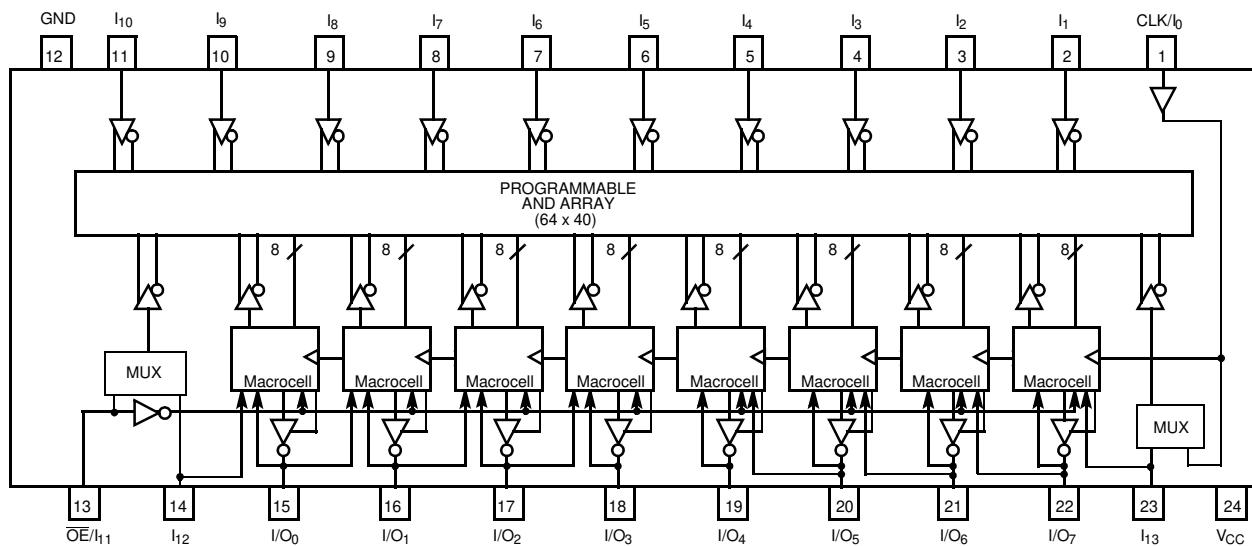 GND I10 I9 I8 I7 I6 I5 I4 I3 I2 I1 CLK/I0
12 11 10 9 8 7 6 5 4 3 2 1
PROGRAMMABLE
AND ARRAY
(64 x 40)
8 8 8 8 8 8 8 8
MUX
Macrocell Macrocell Macrocell Macrocell Macrocell Macrocell Macrocell Macrocell
MUX
13 14 15 16 17 18 19 20 21 22 23 24
OE/I11 I12 I/O0 I/O1 I/O2 I/O3 I/O4 I/O5 I/O6 I/O7 I13 VCC